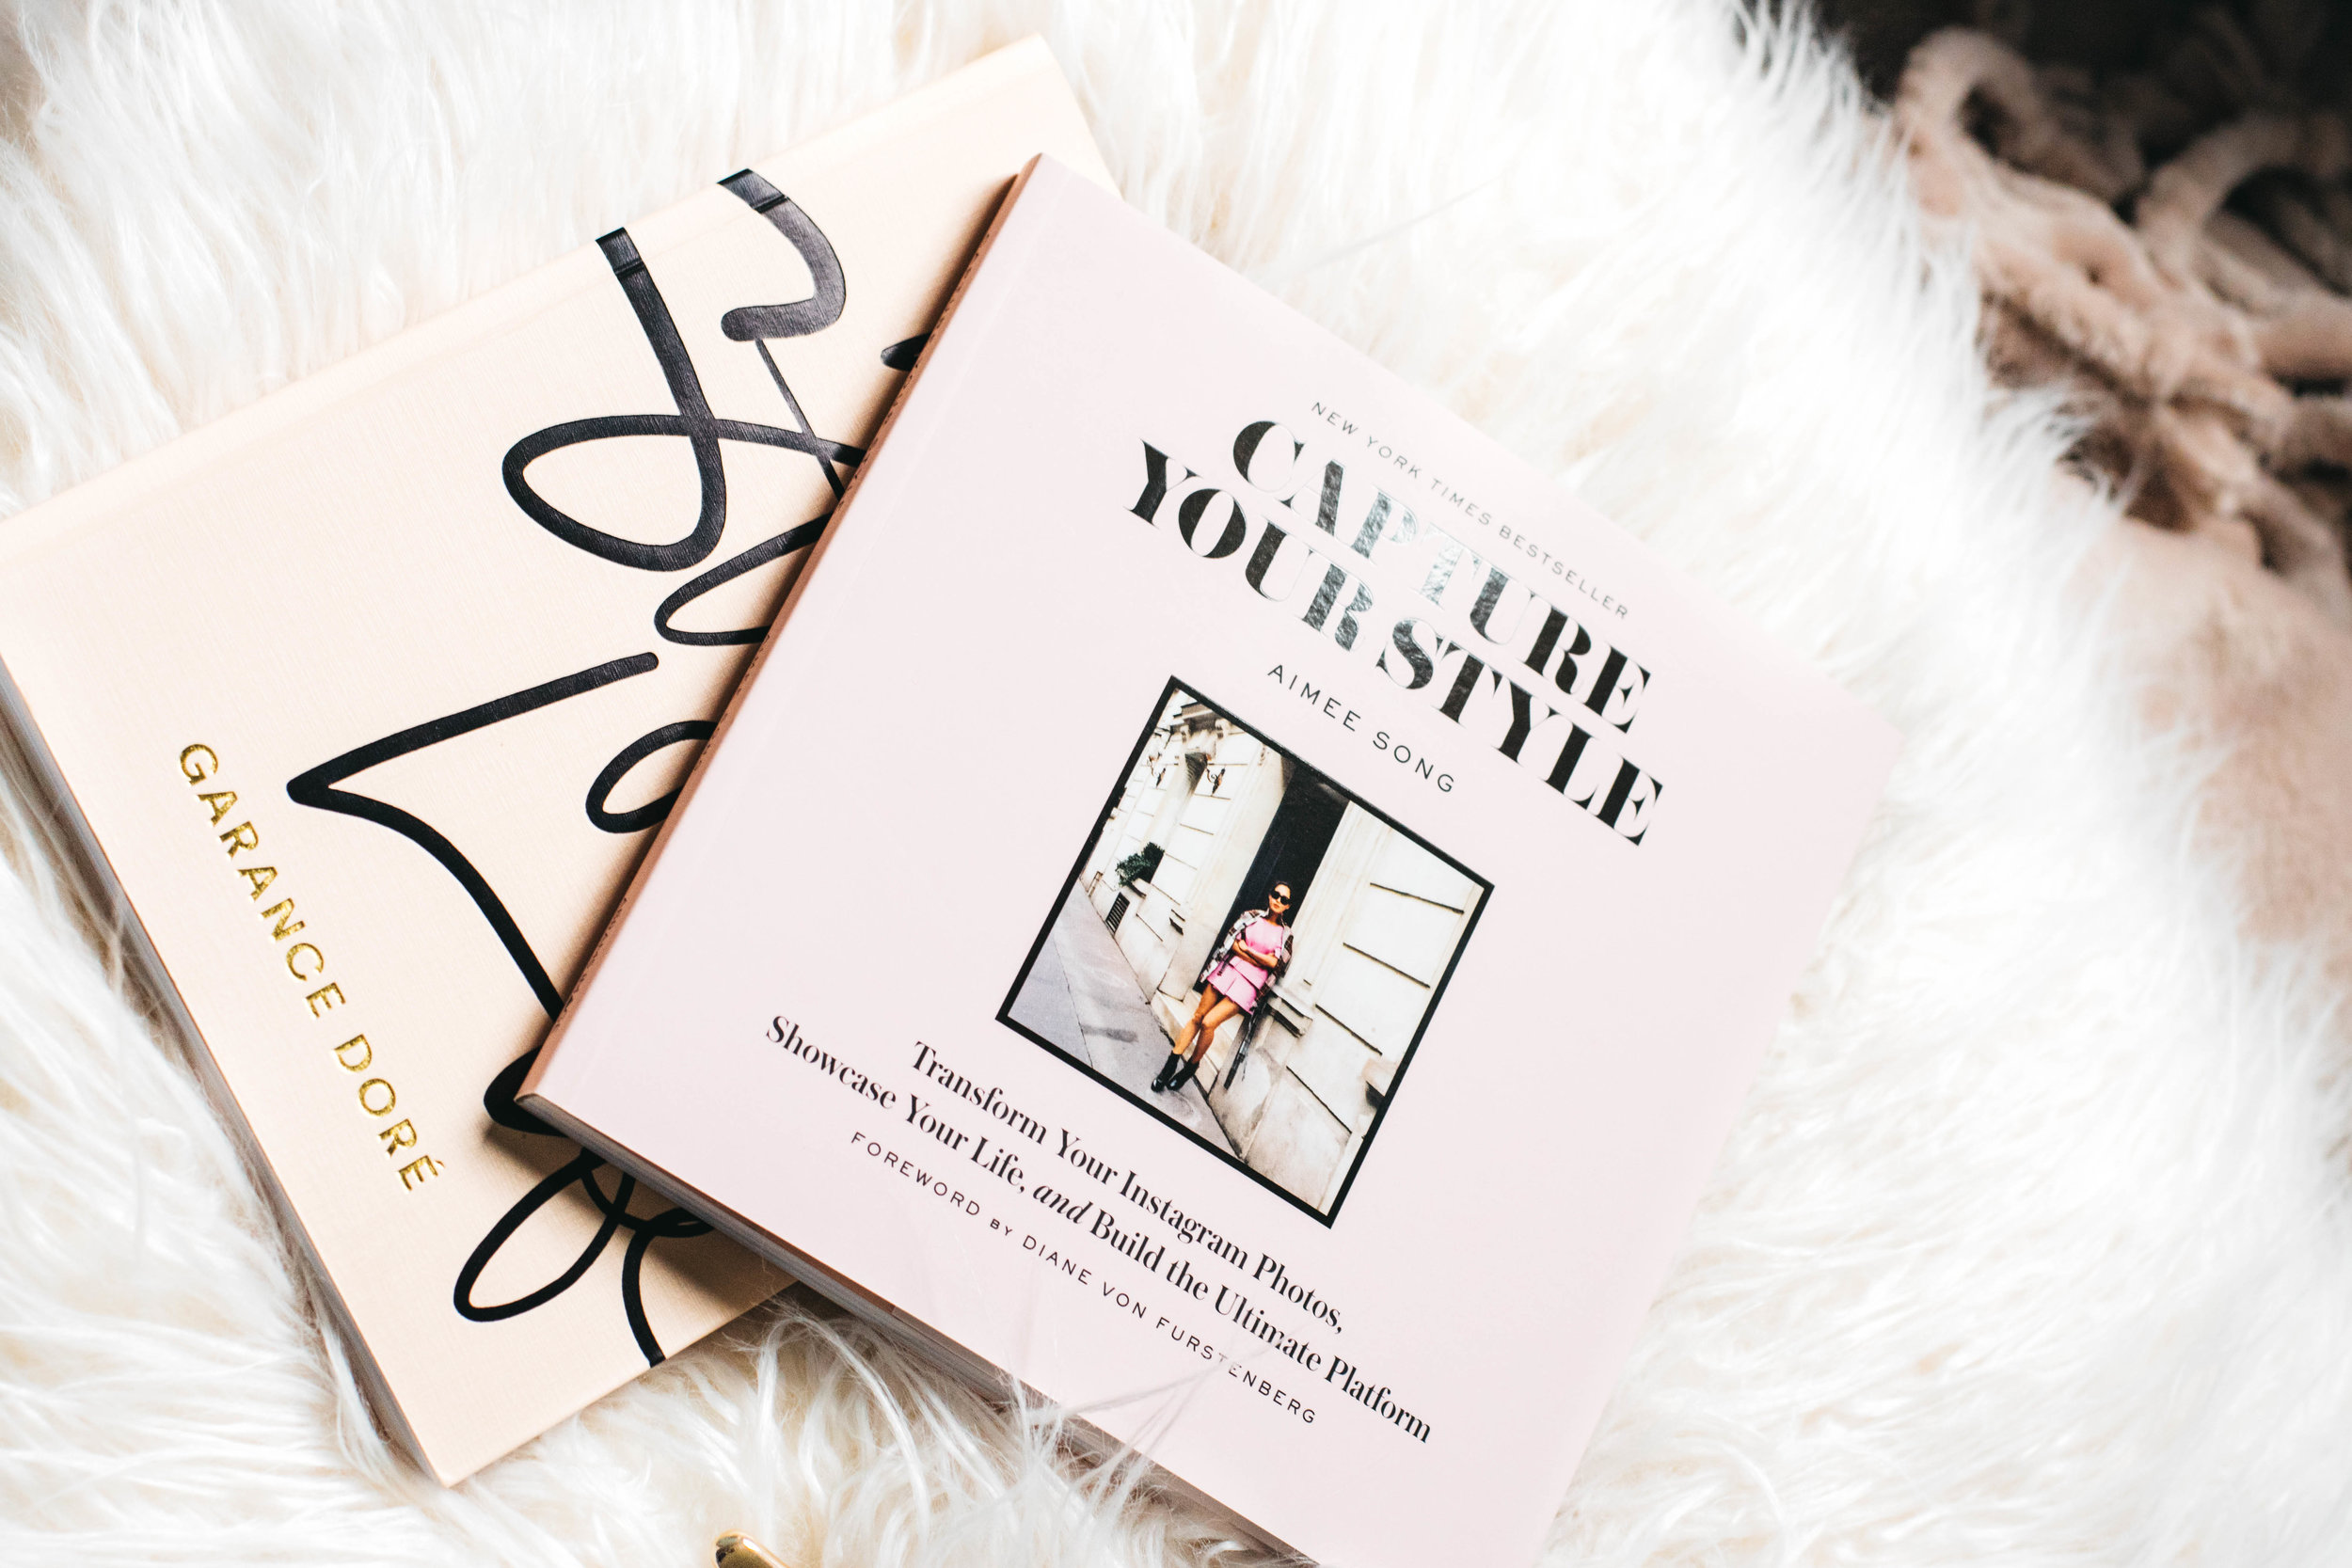 NEW YORK TIMES BESTSELLER
CAPTURE
YOUR STYLE
AIMEE SONG
Transform Your Instagram Photos,
Showcase Your Life, and Build the Ultimate Platform
FOREWORD BY DIANE VON FURSTENBERG
GARANCE DORÉ